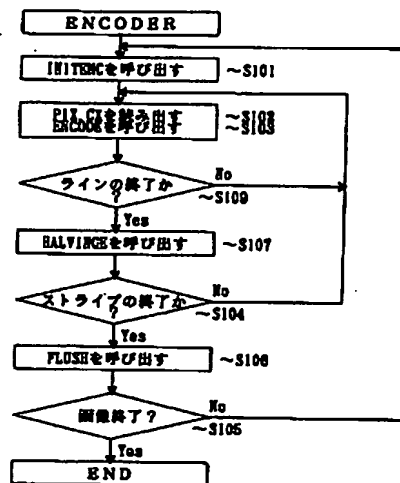 ENCODER
INITENCを呼び出す ～S101
PIX,CXを読み出す ～S102
ENCODEを呼び出す ～S103
ラインの終了か
? No
～S109
Yes
HALVINGEを呼び出す ～S107
ストライプの終了か
? No
～S104
Yes
FLUSHを呼び出す ～S106
画像終了? No
～S105
Yes
END